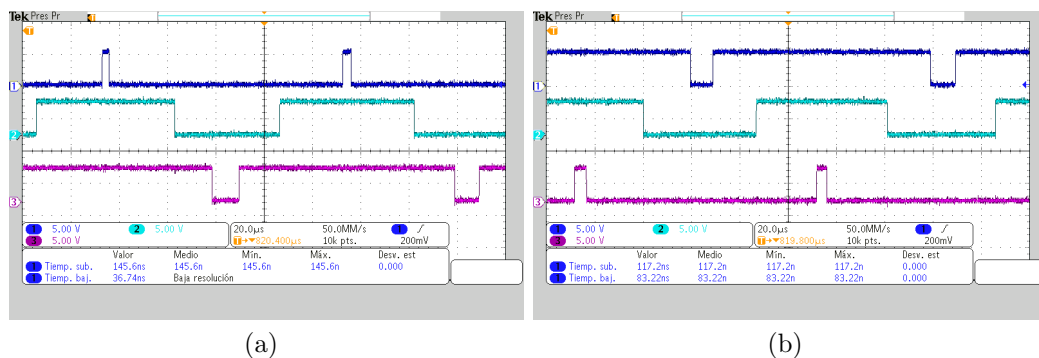 Tek Pres Pr
T
T
1
2
3
1 5.00 V 2 5.00 V 20.0µs 50.0MM/s 1 /
3 5.00 V T→▼820.400µs 10k pts. 200mV
Valor Medio Mín. Máx. Desv. est
1 Tiemp. sub. 145.6ns 145.6n 145.6n 145.6n 0.000
1 Tiemp. baj. 36.74ns Baja resolución
(a)
Tek Pres Pr
T
T
1
2
3
1 5.00 V 2 5.00 V 20.0µs 50.0MM/s 1 /
3 5.00 V T→▼819.800µs 10k pts. 200mV
Valor Medio Mín. Máx. Desv. est
1 Tiemp. sub. 117.2ns 117.2n 117.2n 117.2n 0.000
1 Tiemp. baj. 83.22ns 83.22n 83.22n 83.22n 0.000
(b)